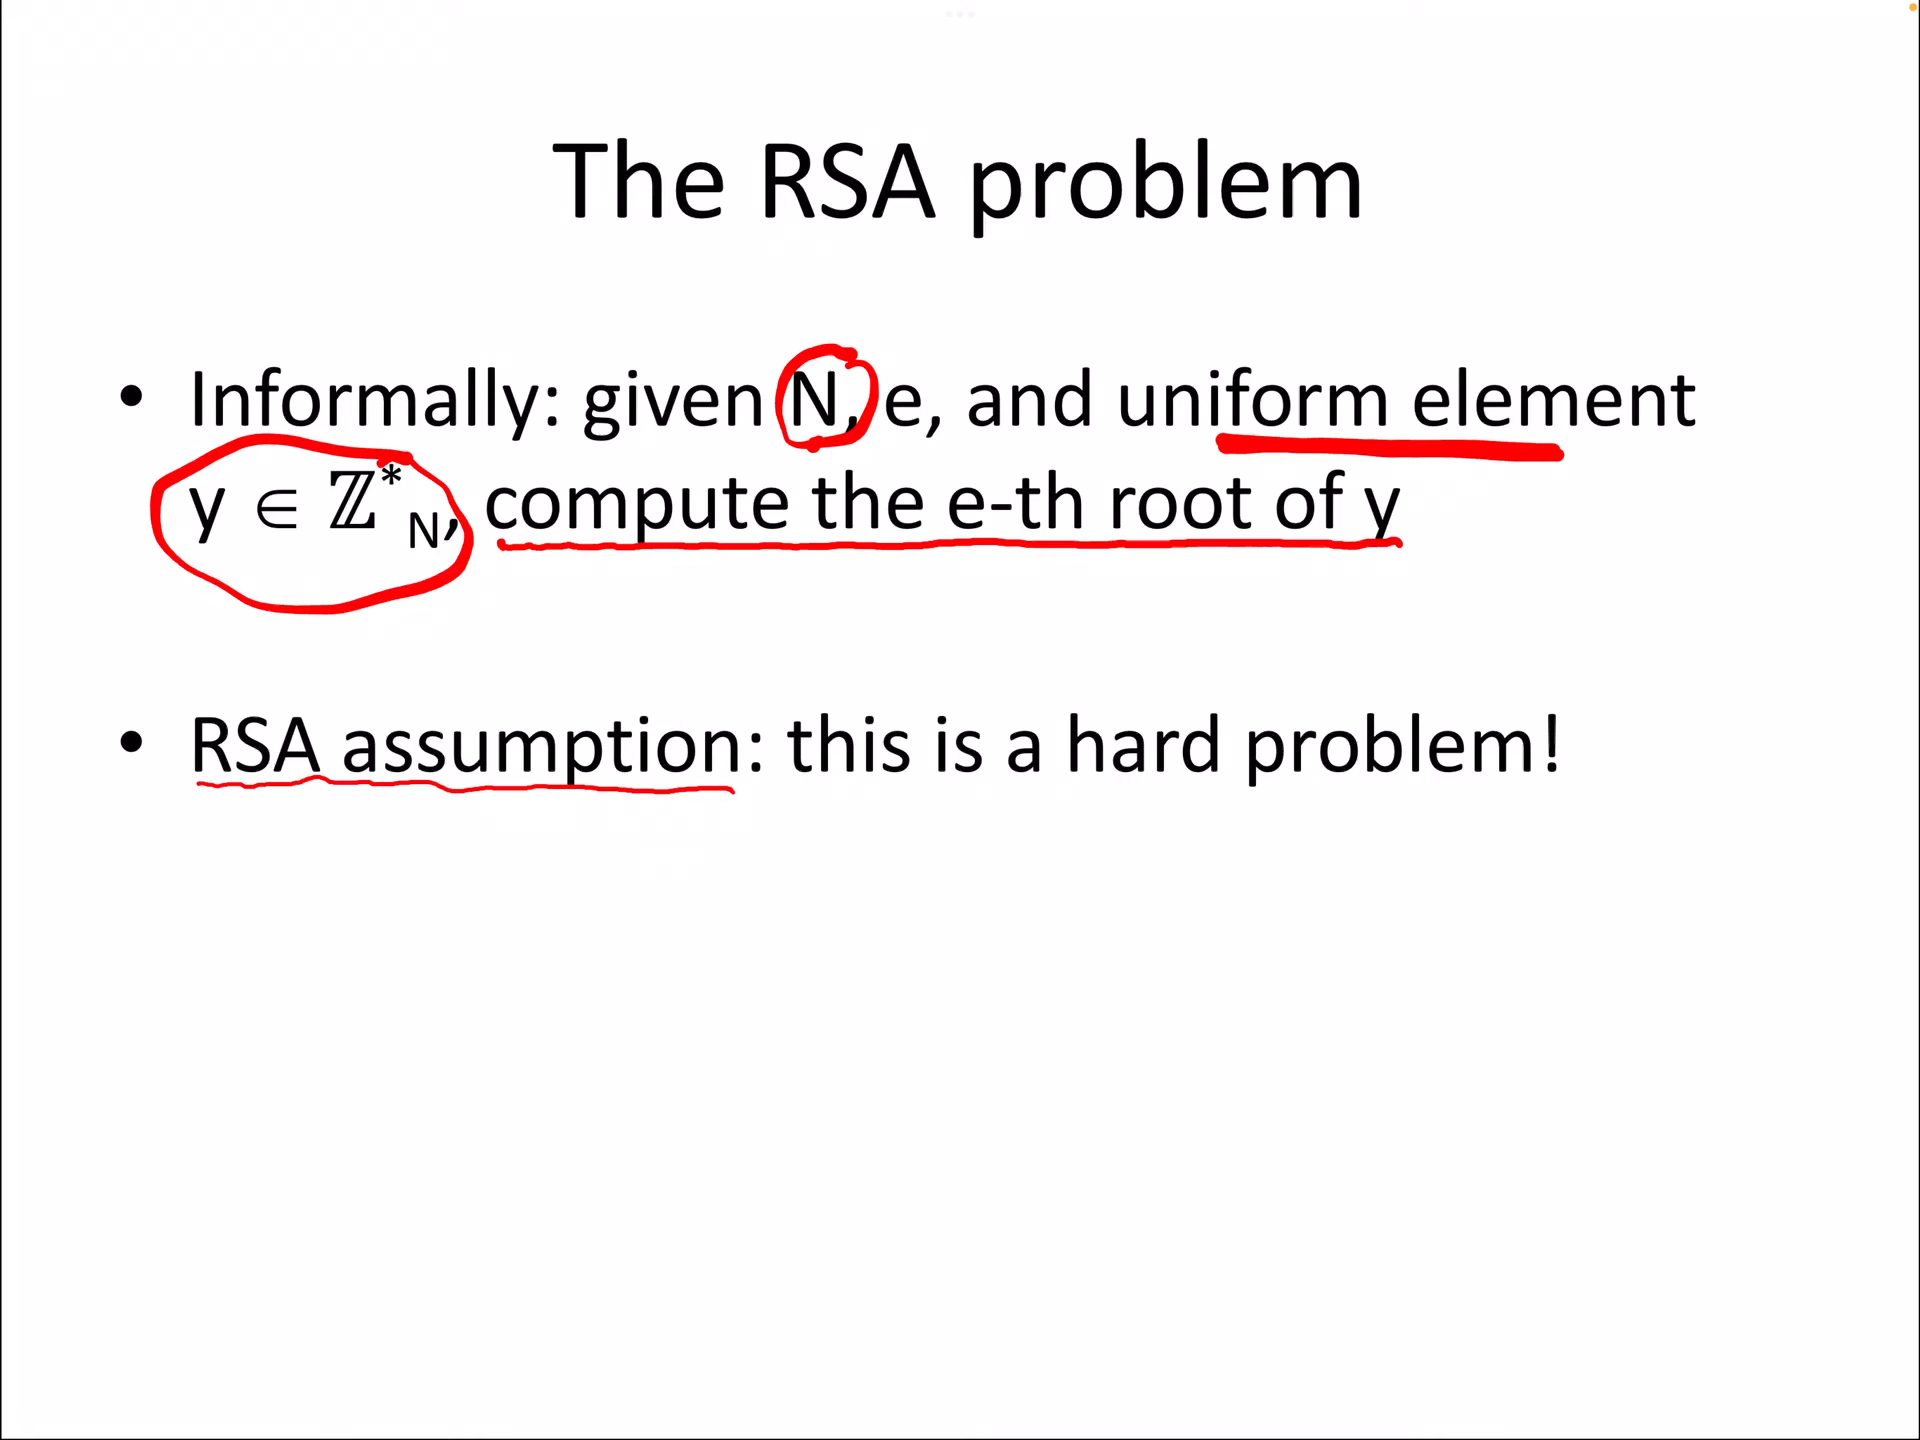 The RSA problem
• Informally: given N, e, and uniform element
y ∈ ℤ*N, compute the e-th root of y
• RSA assumption: this is a hard problem!